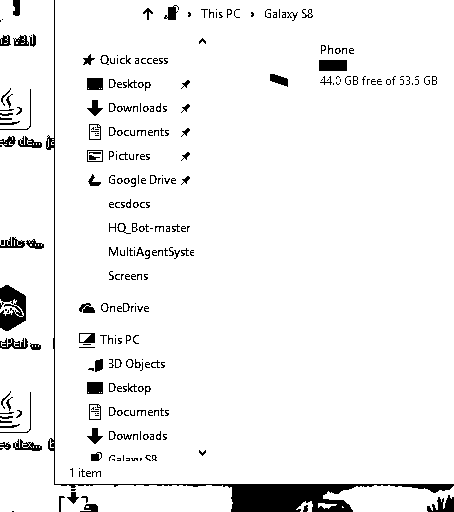 This PC > Galaxy S8
Phone
44.0 GB free of 53.5 GB
Quick access
Desktop
Downloads
Documents
Pictures
Google Drive
ecsdocs
HQ_Bot-master
MultiAgentSyste
Screens
OneDrive
This PC
3D Objects
Desktop
Documents
Downloads
Galaxy S8
1 item